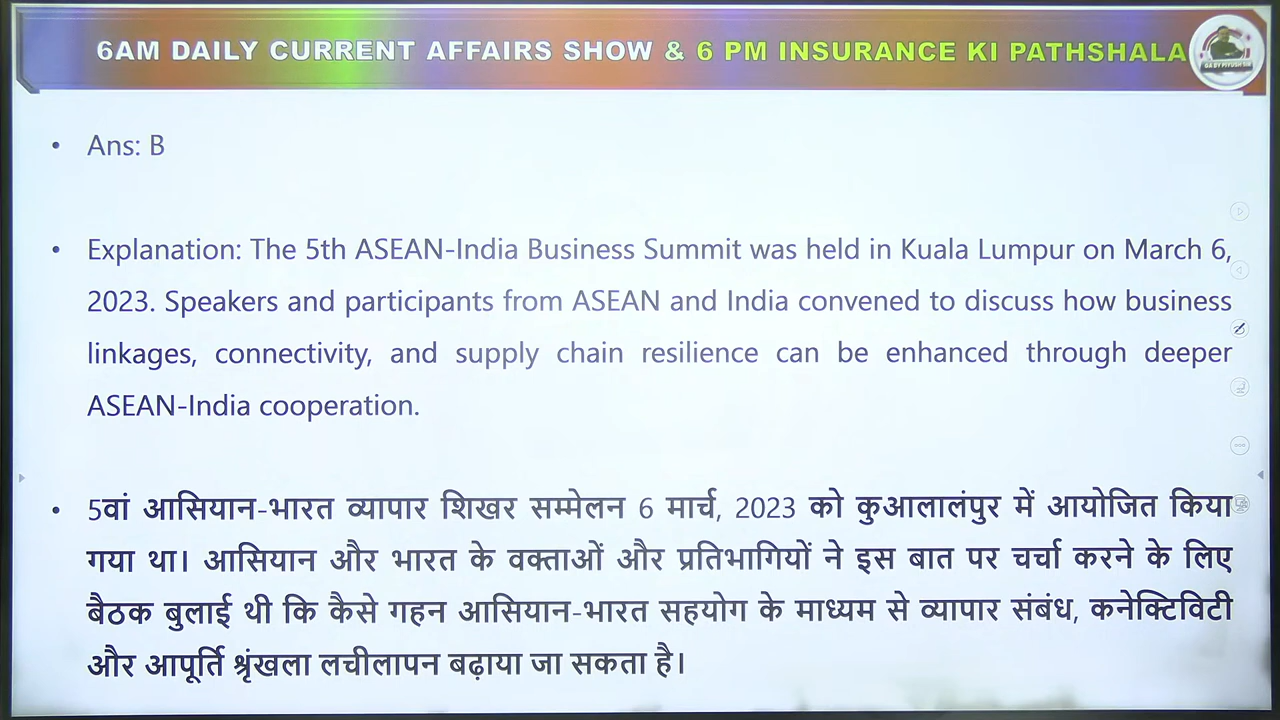 6AM DAILY CURRENT AFFAIRS SHOW & 6 PM INSURANCE KI PATHSHALA
GA BY PIYUSH SIR
• Ans: B
• Explanation: The 5th ASEAN-India Business Summit was held in Kuala Lumpur on March 6,
2023. Speakers and participants from ASEAN and India convened to discuss how business
linkages, connectivity, and supply chain resilience can be enhanced through deeper
ASEAN-India cooperation.
• 5वां आसियान-भारत व्यापार शिखर सम्मेलन 6 मार्च, 2023 को कुआलालंपुर में आयोजित किया
गया था। आसियान और भारत के वक्ताओं और प्रतिभागियों ने इस बात पर चर्चा करने के लिए
बैठक बुलाई थी कि कैसे गहन आसियान-भारत सहयोग के माध्यम से व्यापार संबंध, कनेक्टिविटी
और आपूर्ति श्रृंखला लचीलापन बढ़ाया जा सकता है।